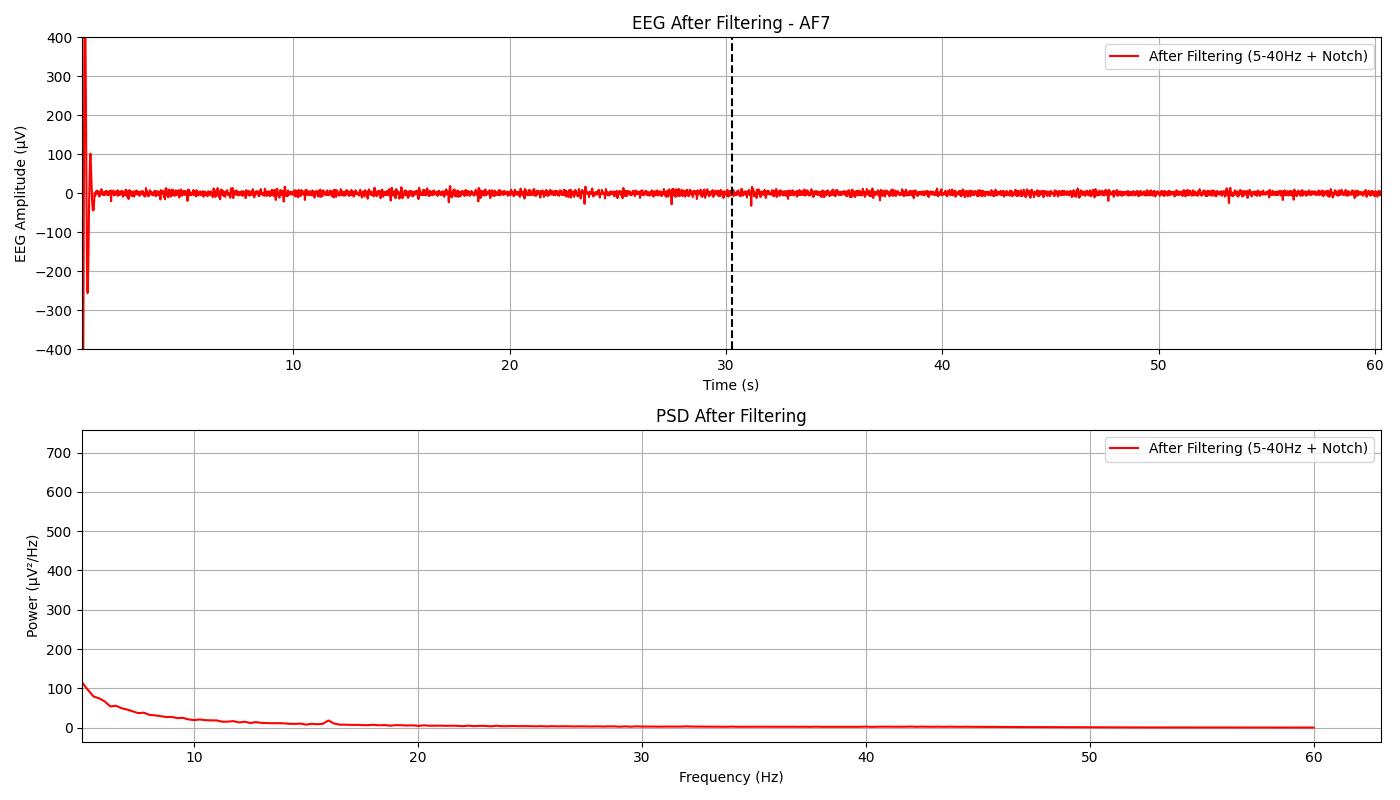 EEG After Filtering - AF7
After Filtering (5-40Hz + Notch)
EEG Amplitude (μV)
400
300
200
100
0
−100
−200
−300
−400
10 20 30 40 50 60
Time (s)
PSD After Filtering
After Filtering (5-40Hz + Notch)
Power (μV²/Hz)
700
600
500
400
300
200
100
0
10 20 30 40 50 60
Frequency (Hz)